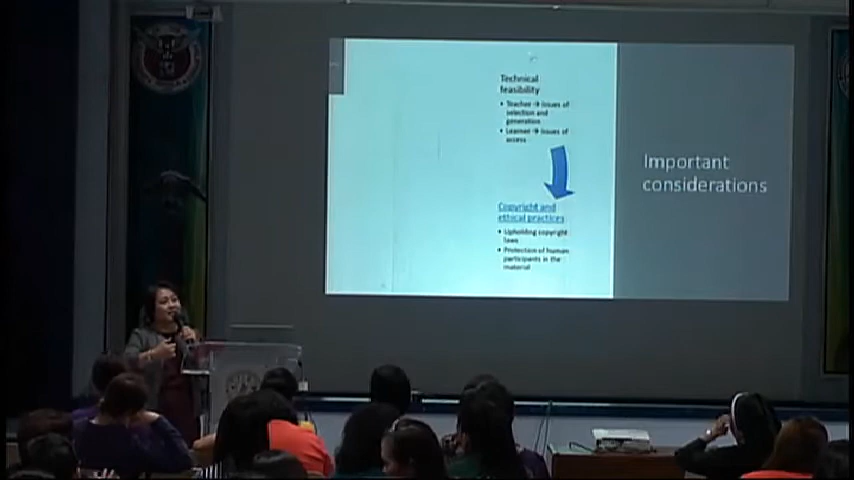 Technical
feasibility
• Teacher → issues of
selection and
generation
• Learner → issues of
access
Copyright and
ethical practices
• Upholding copyright
laws
• Protection of human
participants in the
material
Important
considerations